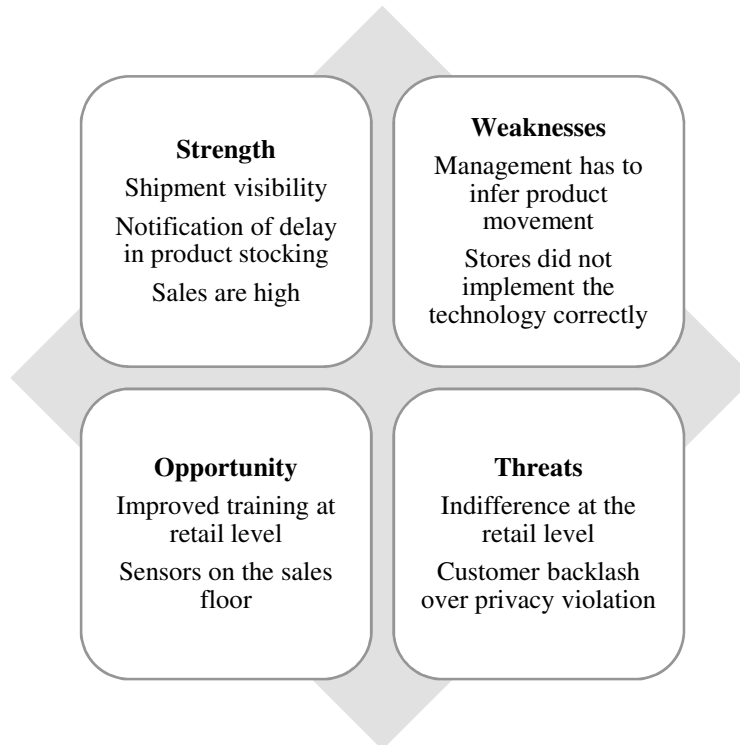 Strength
Shipment visibility
Notification of delay
in product stocking
Sales are high
Weaknesses
Management has to
infer product
movement
Stores did not
implement the
technology correctly
Opportunity
Improved training at
retail level
Sensors on the sales
floor
Threats
Indifference at the
retail level
Customer backlash
over privacy violation